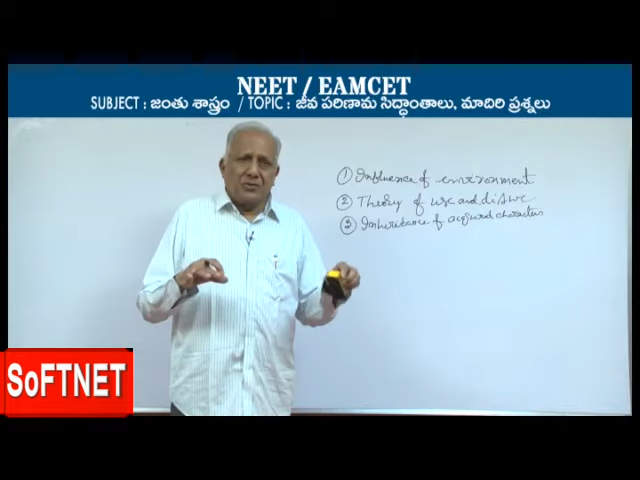 NEET / EAMCET
SUBJECT : జంతు శాస్త్రం / TOPIC : జీవ పరిణామ సిద్ధాంతాలు, మాదిరి ప్రశ్నలు
① Influence of environment
② Theory of use and disuse
③ Inheritance of acquired characters
SoFTNET